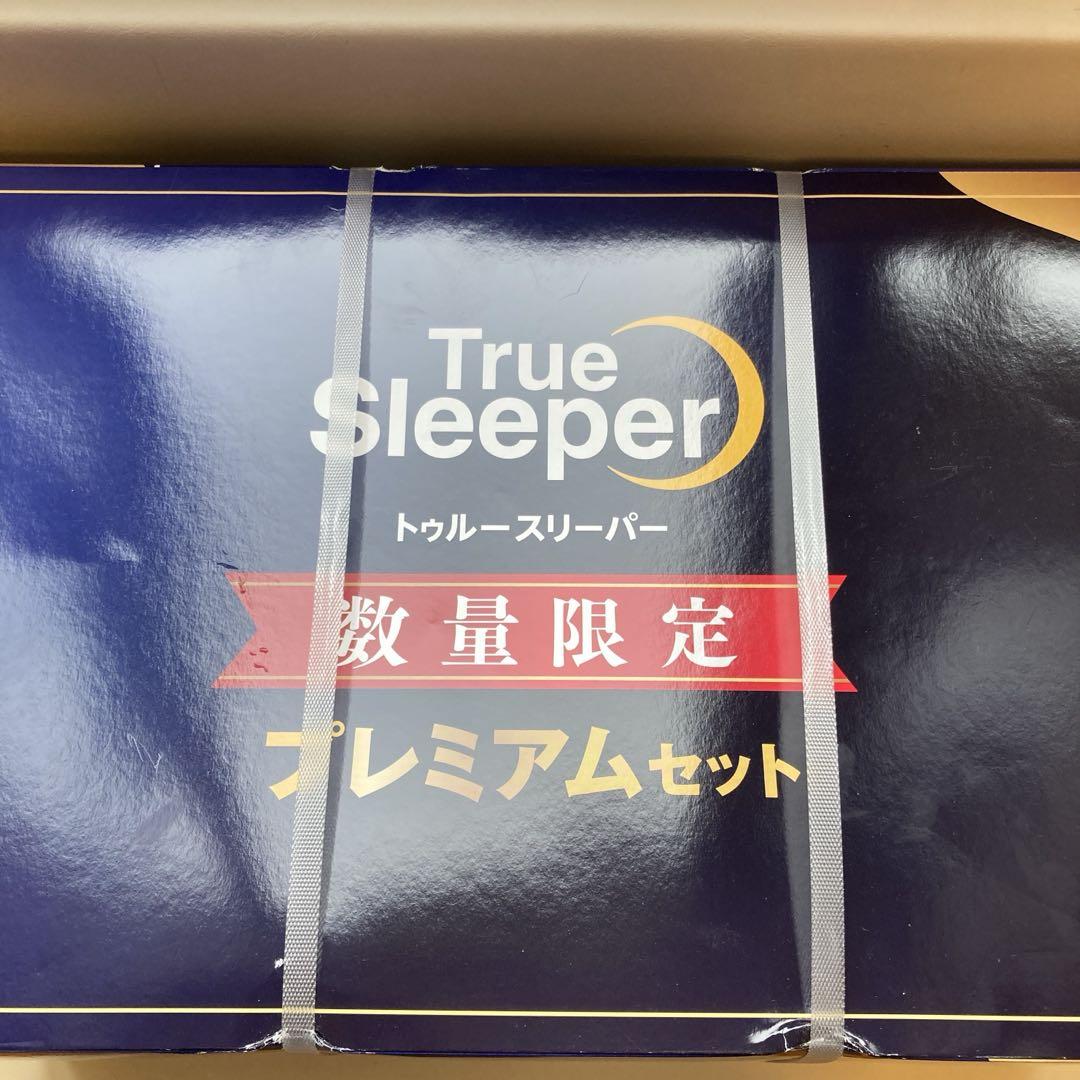 True
Sleeper
トゥルースリーパー
数量限定
プレミアムセット